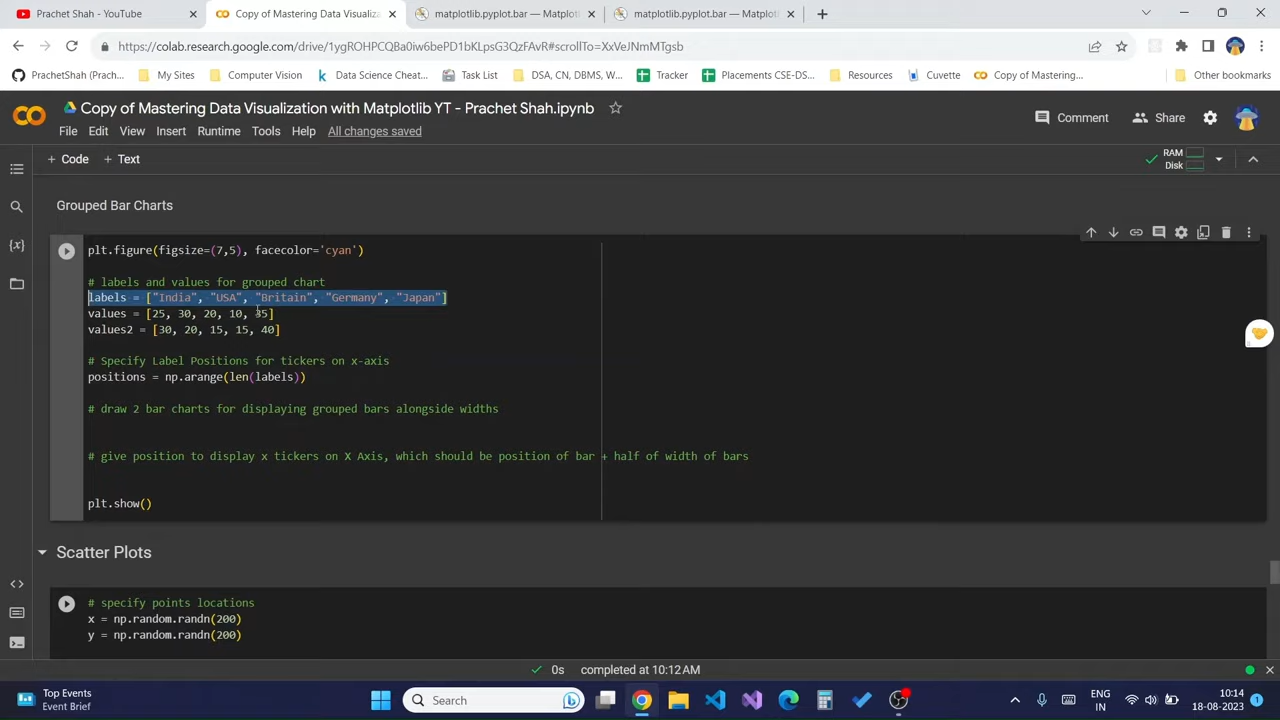 Prachet Shah - YouTube
Copy of Mastering Data Visualiza
matplotlib.pyplot.bar — Matplotl
matplotlib.pyplot.bar — Matplotl
https://colab.research.google.com/drive/1ygROHPCQBa0iw6bePD1bKLpsG3QzFAvR#scrollTo=XxVeJNmMTgsb
PrachetShah (Prach...
My Sites
Computer Vision
Data Science Cheat...
Task List
DSA, CN, DBMS, W...
Tracker
Placements CSE-DS...
Resources
Cuvette
Copy of Mastering...
Other bookmarks
Copy of Mastering Data Visualization with Matplotlib YT - Prachet Shah.ipynb
Comment
Share
File Edit View Insert Runtime Tools Help All changes saved
+ Code + Text
RAM
Disk
Grouped Bar Charts
plt.figure(figsize=(7,5), facecolor='cyan')
# labels and values for grouped chart
labels = ["India", "USA", "Britain", "Germany", "Japan"]
values = [25, 30, 20, 10, 35]
values2 = [30, 20, 15, 15, 40]
# Specify Label Positions for tickers on x-axis
positions = np.arange(len(labels))
# draw 2 bar charts for displaying grouped bars alongside widths
# give position to display x tickers on X Axis, which should be position of bar + half of width of bars
plt.show()
Scatter Plots
# specify points locations
x = np.random.randn(200)
y = np.random.randn(200)
0s completed at 10:12 AM
Top Events
Event Brief
Search
ENG
IN
10:14
18-08-2023